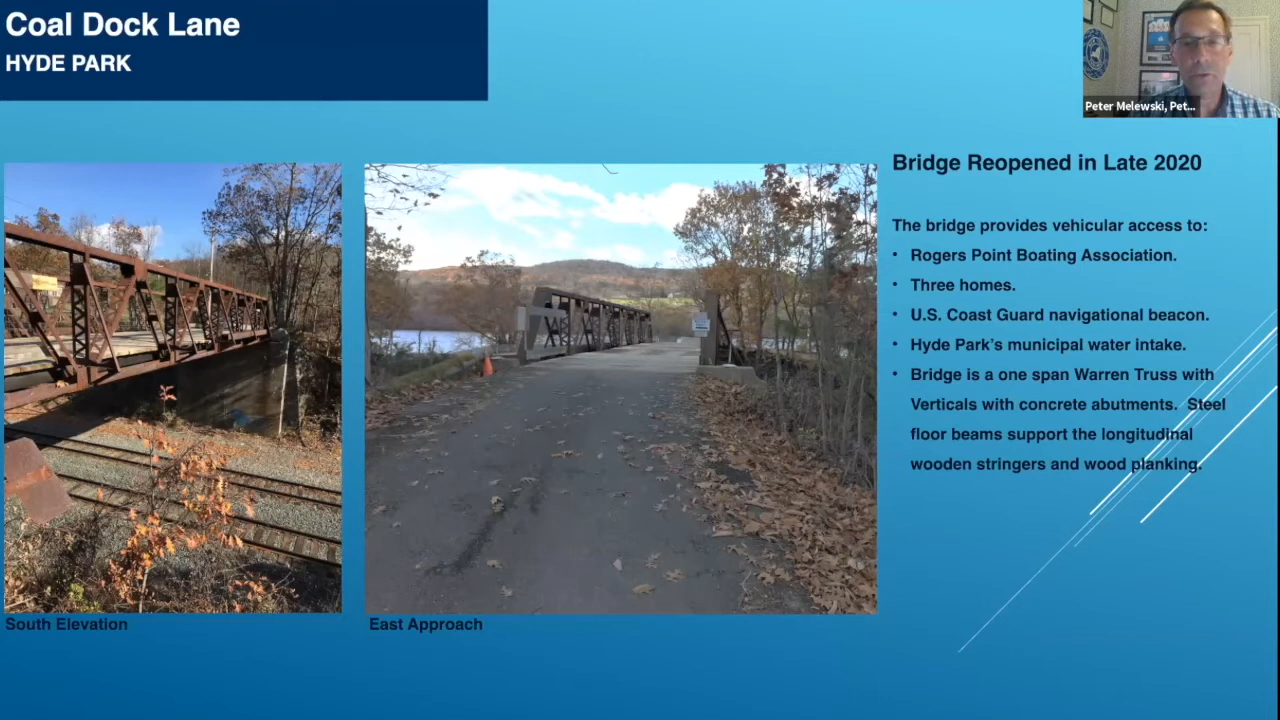 Coal Dock Lane
HYDE PARK
Peter Melewski, Pet...
Bridge Reopened in Late 2020
The bridge provides vehicular access to:
• Rogers Point Boating Association.
• Three homes.
• U.S. Coast Guard navigational beacon.
• Hyde Park's municipal water intake.
• Bridge is a one span Warren Truss with
Verticals with concrete abutments. Steel
floor beams support the longitudinal
wooden stringers and wood planking.
South Elevation
East Approach